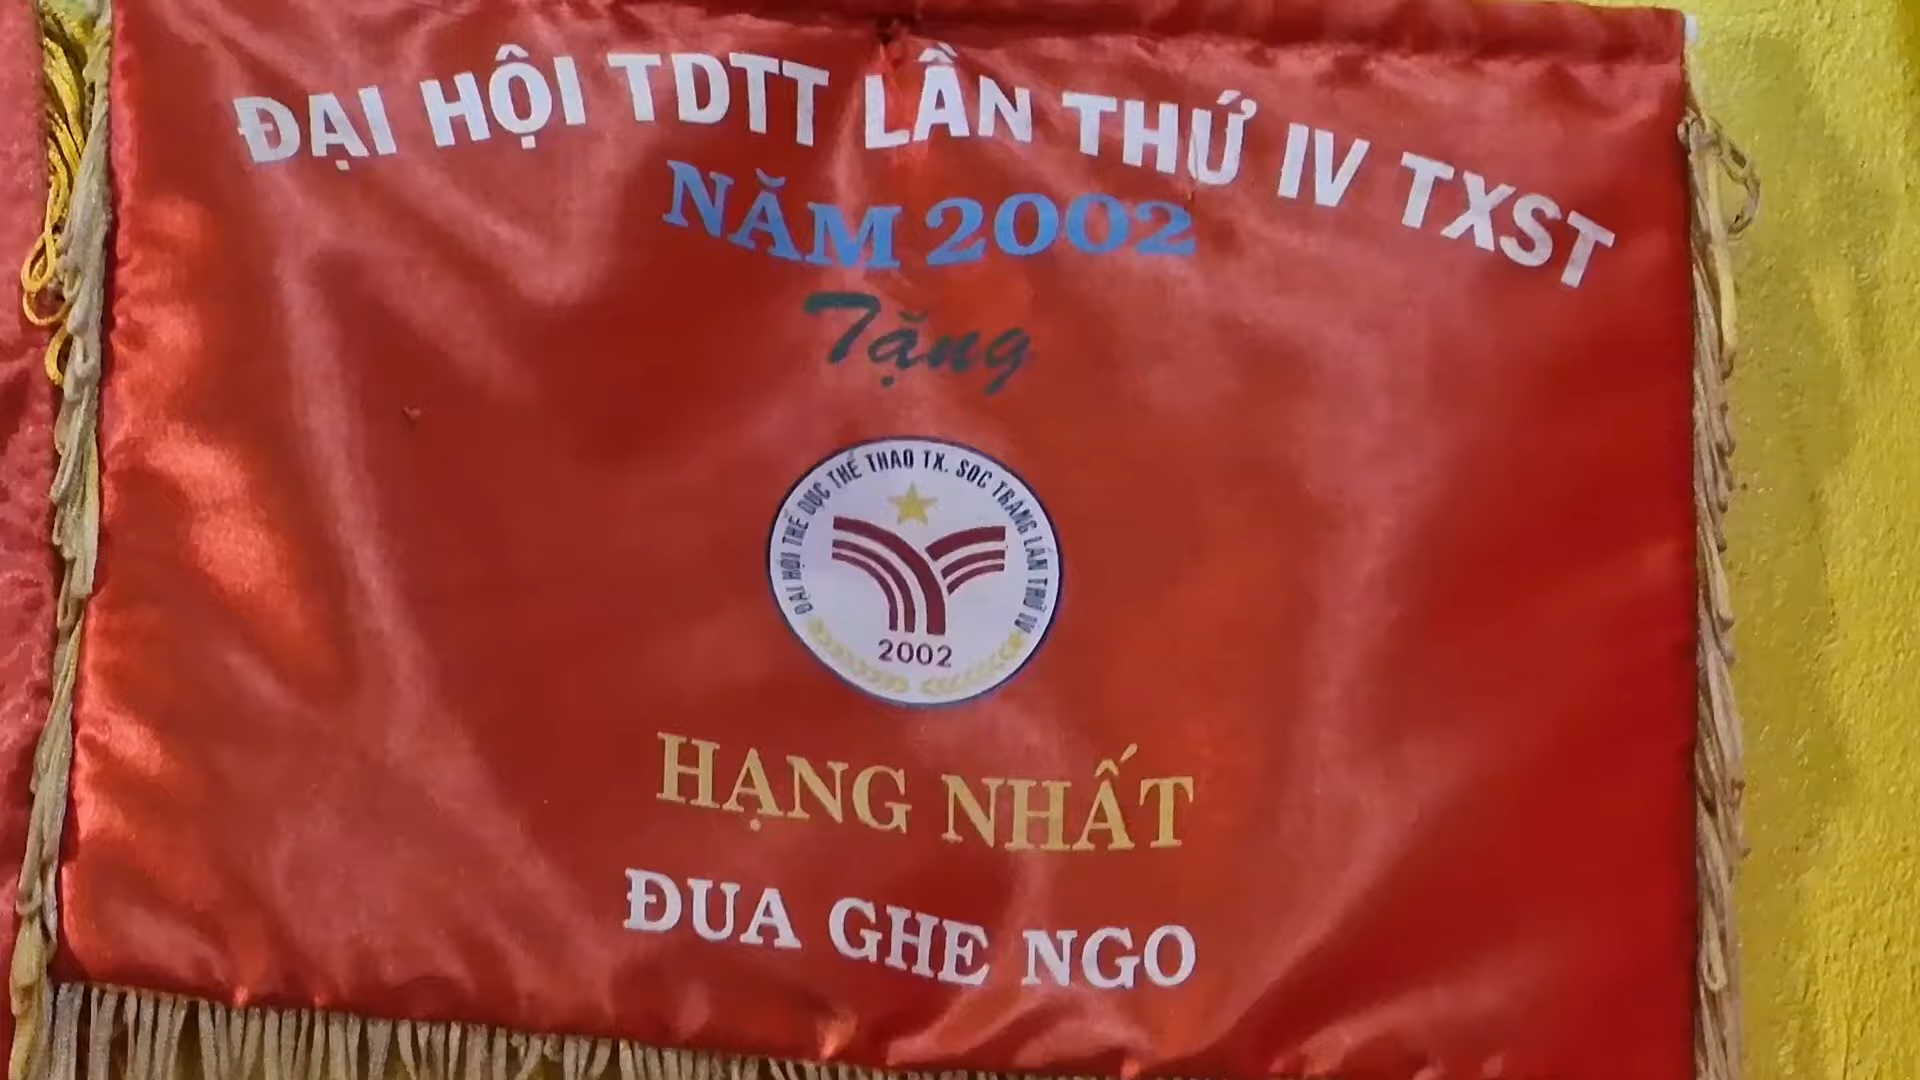 ĐẠI HỘI TDTT LẦN THỨ IV TXST
NĂM 2002
Tặng
ĐẠI HỘI THỂ DỤC THỂ THAO TX. SÓC TRĂNG LẦN THỨ IV
2002
HẠNG NHẤT
ĐUA GHE NGO